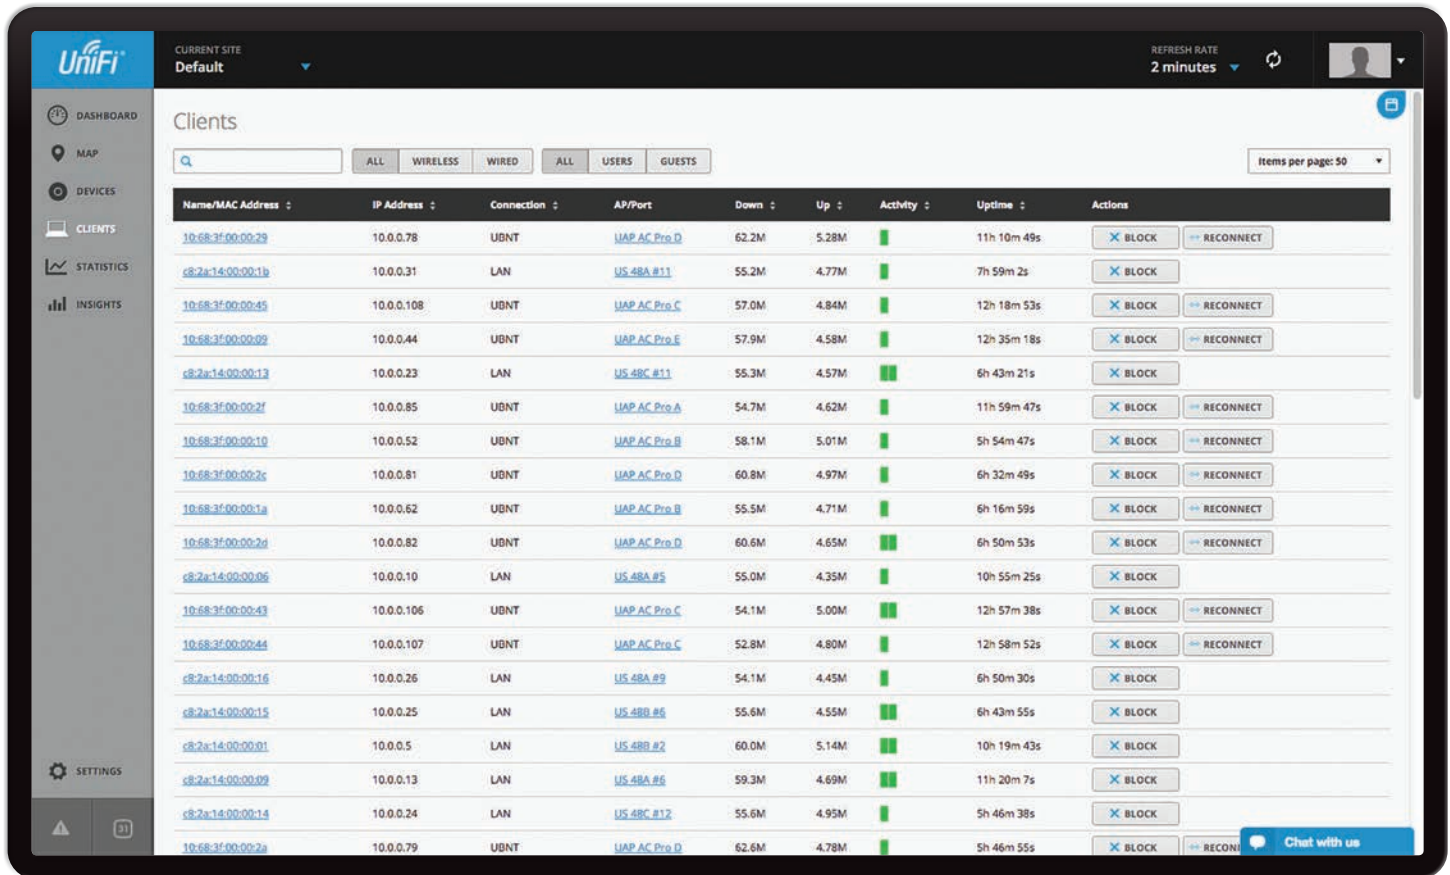 UniFi
CURRENT SITE
Default
REFRESH RATE
2 minutes
DASHBOARD
MAP
DEVICES
CLIENTS
STATISTICS
INSIGHTS
SETTINGS
31
Clients
ALL WIRELESS WIRED ALL USERS GUESTS Items per page: 50
Name/MAC Address IP Address Connection AP/Port Down Up Activity Uptime Actions
10:68:3f:00:00:29 10.0.0.78 UBNT UAP AC Pro D 62.2M 5.28M 11h 10m 49s BLOCK RECONNECT
c8:2a:14:00:00:1b 10.0.0.31 LAN US 48A #11 55.2M 4.77M 7h 59m 2s BLOCK
10:68:3f:00:00:45 10.0.0.108 UBNT UAP AC Pro C 57.0M 4.84M 12h 18m 53s BLOCK RECONNECT
10:68:3f:00:00:09 10.0.0.44 UBNT UAP AC Pro E 57.9M 4.58M 12h 35m 18s BLOCK RECONNECT
c8:2a:14:00:00:13 10.0.0.23 LAN US 48C #11 55.3M 4.57M 6h 43m 21s BLOCK
10:68:3f:00:00:2f 10.0.0.85 UBNT UAP AC Pro A 54.7M 4.62M 11h 59m 47s BLOCK RECONNECT
10:68:3f:00:00:10 10.0.0.52 UBNT UAP AC Pro B 58.1M 5.01M 5h 54m 47s BLOCK RECONNECT
10:68:3f:00:00:2c 10.0.0.81 UBNT UAP AC Pro D 60.8M 4.97M 6h 32m 49s BLOCK RECONNECT
10:68:3f:00:00:1a 10.0.0.62 UBNT UAP AC Pro B 55.5M 4.71M 6h 16m 59s BLOCK RECONNECT
10:68:3f:00:00:2d 10.0.0.82 UBNT UAP AC Pro D 60.6M 4.65M 6h 50m 53s BLOCK RECONNECT
c8:2a:14:00:00:06 10.0.0.10 LAN US 48A #5 55.0M 4.35M 10h 55m 25s BLOCK
10:68:3f:00:00:43 10.0.0.106 UBNT UAP AC Pro C 54.1M 5.00M 12h 57m 38s BLOCK RECONNECT
10:68:3f:00:00:44 10.0.0.107 UBNT UAP AC Pro C 52.8M 4.80M 12h 58m 52s BLOCK RECONNECT
c8:2a:14:00:00:16 10.0.0.26 LAN US 48A #9 54.1M 4.45M 6h 50m 30s BLOCK
c8:2a:14:00:00:15 10.0.0.25 LAN US 48B #6 55.6M 4.55M 6h 43m 55s BLOCK
c8:2a:14:00:00:01 10.0.0.5 LAN US 48B #2 60.0M 5.14M 10h 19m 43s BLOCK
c8:2a:14:00:00:09 10.0.0.13 LAN US 48A #6 59.3M 4.69M 11h 20m 7s BLOCK
c8:2a:14:00:00:14 10.0.0.24 LAN US 48C #12 55.6M 4.95M 5h 46m 38s BLOCK
10:68:3f:00:00:2a 10.0.0.79 UBNT UAP AC Pro D 62.6M 4.78M 5h 46m 55s BLOCK RECON
Chat with us